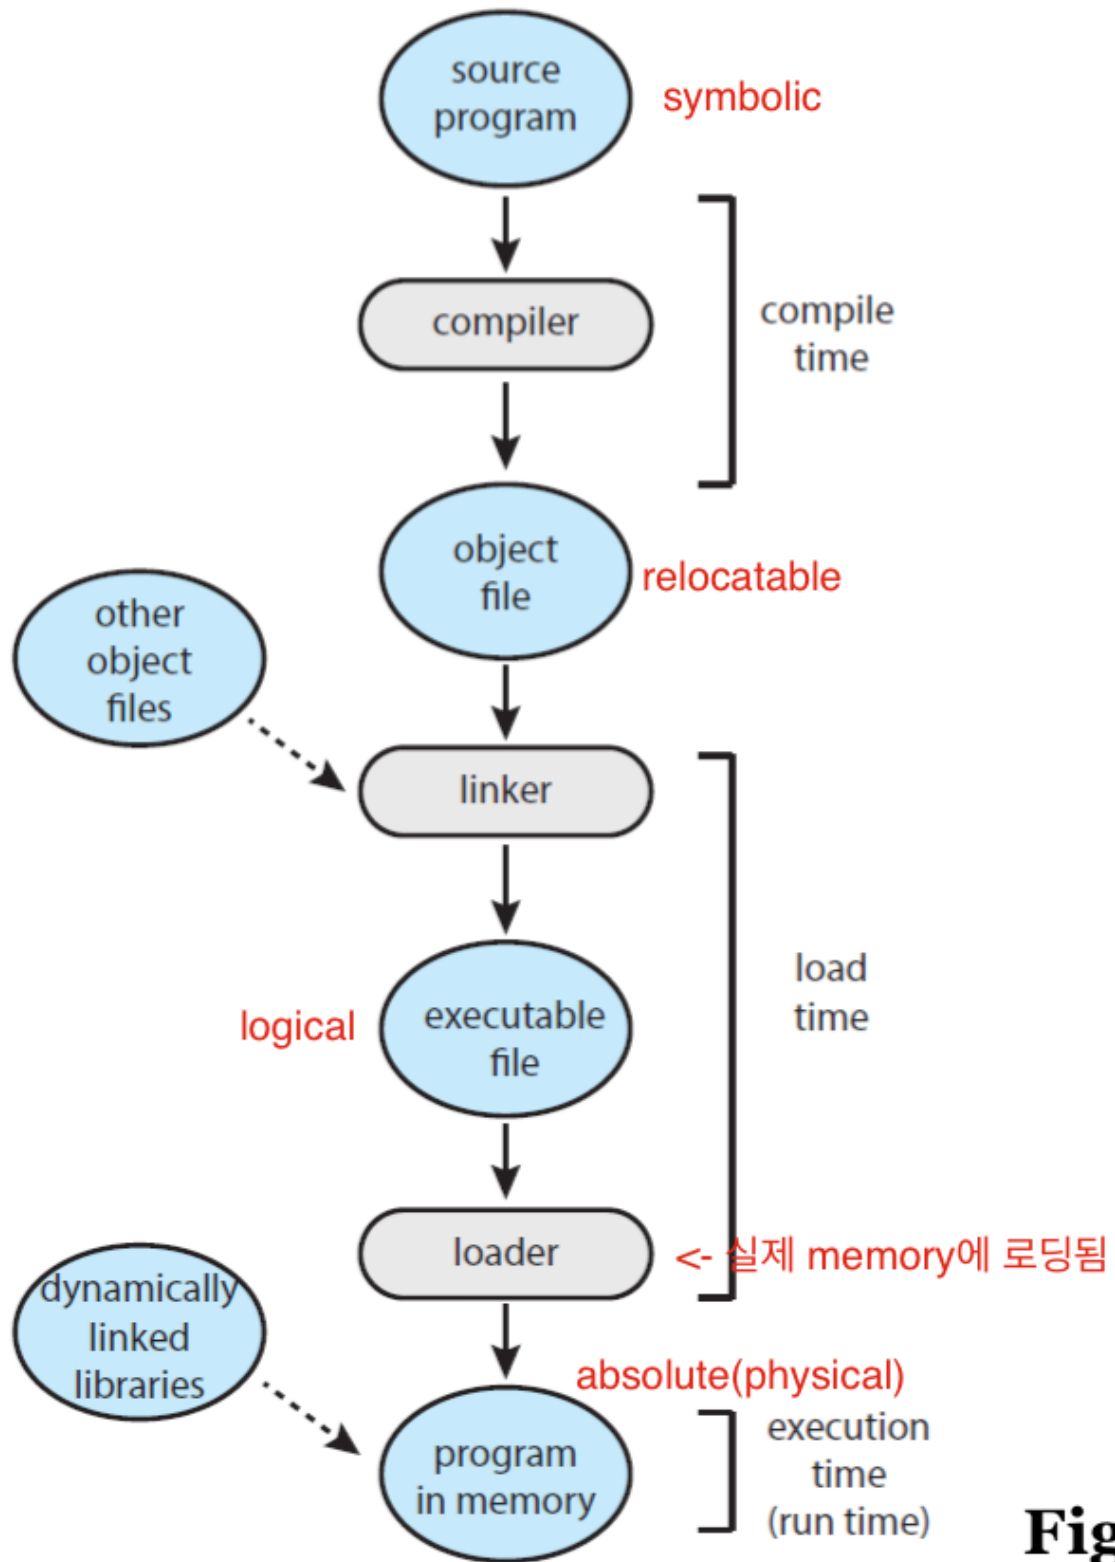 source
program
symbolic
compiler
compile
time
object
file
relocatable
other
object
files
linker
load
time
logical
executable
file
loader
<- 실제 memory에 로딩됨
dynamically
linked
libraries
absolute(physical)
program
in memory
execution
time
(run time)
Fig